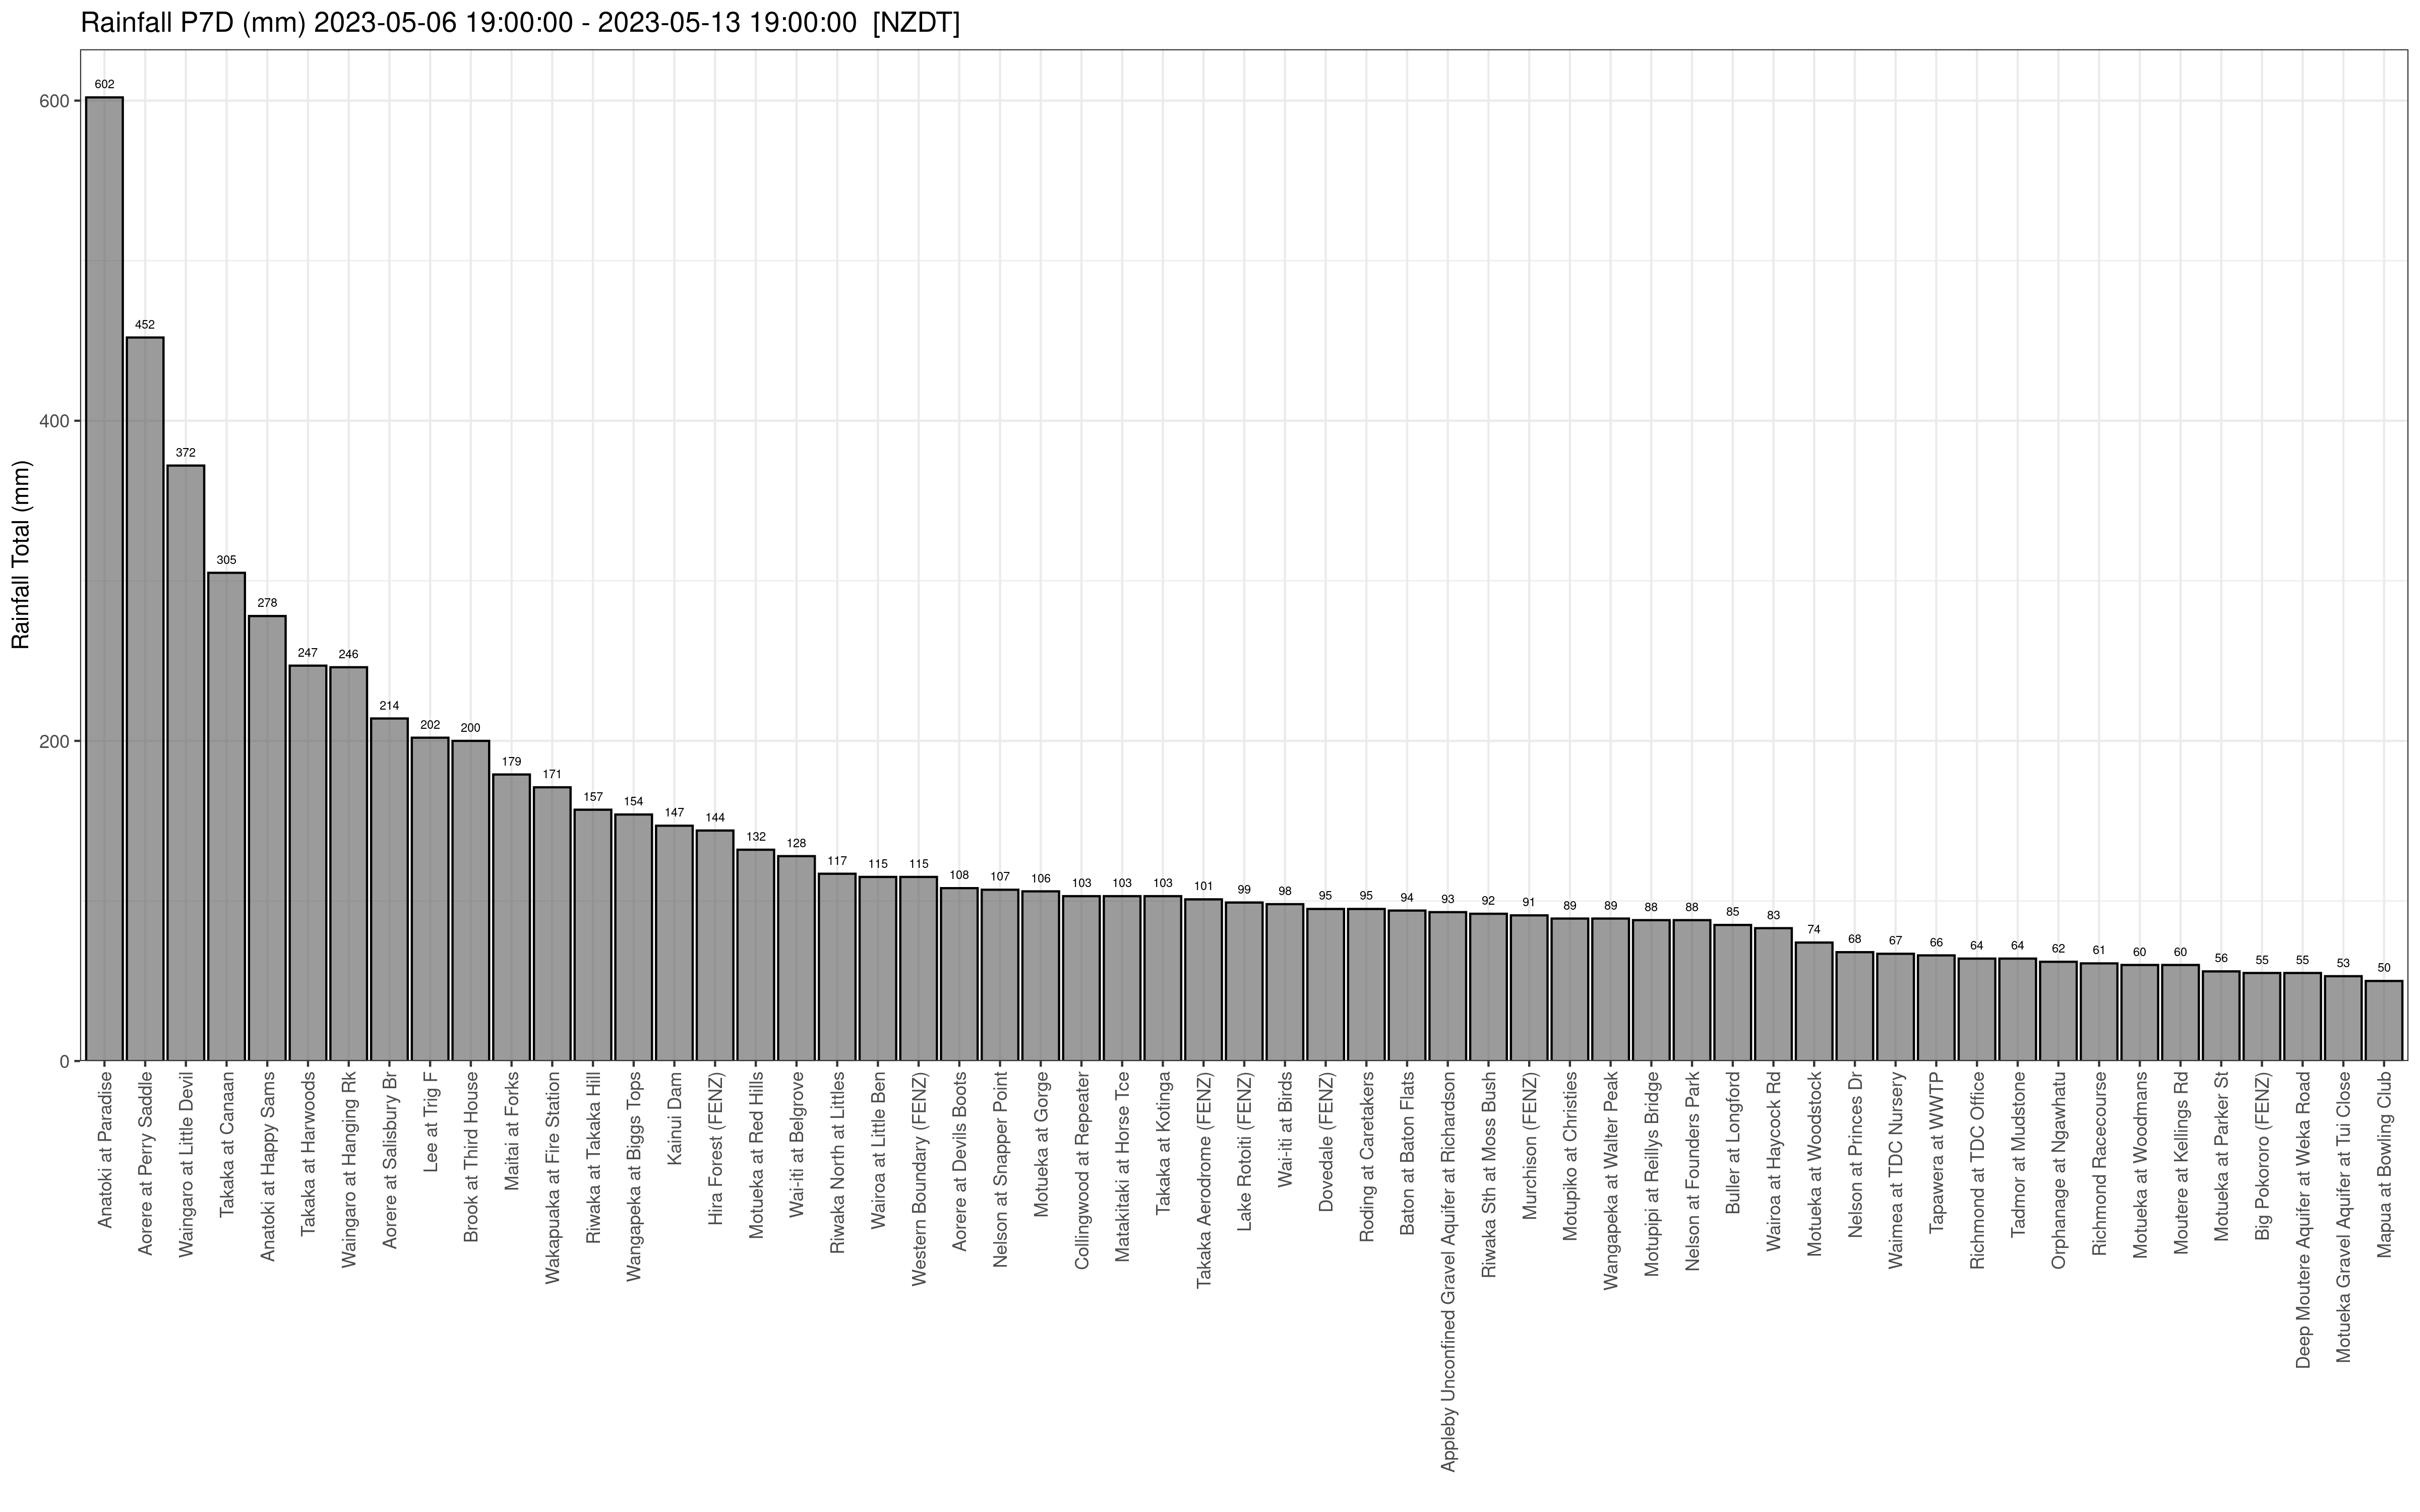 Rainfall P7D (mm) 2023-05-06 19:00:00 - 2023-05-13 19:00:00  [NZDT]
Rainfall Total (mm)
600
400
200
0
602
452
372
305
278
247
246
214
202
200
179
171
157
154
147
144
132
128
117
115
115
108
107
106
103
103
103
101
99
98
95
95
94
93
92
91
89
89
88
88
85
83
74
68
67
66
64
64
62
61
60
60
56
55
55
53
50
Anatoki at Paradise
Aorere at Perry Saddle
Waingaro at Little Devil
Takaka at Canaan
Anatoki at Happy Sams
Takaka at Harwoods
Waingaro at Hanging Rk
Aorere at Salisbury Br
Lee at Trig F
Brook at Third House
Maitai at Forks
Wakapuaka at Fire Station
Riwaka at Takaka Hill
Wangapeka at Biggs Tops
Kainui Dam
Hira Forest (FENZ)
Motueka at Red Hills
Wai-iti at Belgrove
Riwaka North at Littles
Wairoa at Little Ben
Western Boundary (FENZ)
Aorere at Devils Boots
Nelson at Snapper Point
Motueka at Gorge
Collingwood at Repeater
Matakitaki at Horse Tce
Takaka at Kotinga
Takaka Aerodrome (FENZ)
Lake Rotoiti (FENZ)
Wai-iti at Birds
Dovedale (FENZ)
Roding at Caretakers
Baton at Baton Flats
Appleby Unconfined Gravel Aquifer at Richardson
Riwaka Sth at Moss Bush
Murchison (FENZ)
Motupiko at Christies
Wangapeka at Walter Peak
Motupipi at Reillys Bridge
Nelson at Founders Park
Buller at Longford
Wairoa at Haycock Rd
Motueka at Woodstock
Nelson at Princes Dr
Waimea at TDC Nursery
Tapawera at WWTP
Richmond at TDC Office
Tadmor at Mudstone
Orphanage at Ngawhatu
Richmond Racecourse
Motueka at Woodmans
Moutere at Kellings Rd
Motueka at Parker St
Big Pokororo (FENZ)
Deep Moutere Aquifer at Weka Road
Motueka Gravel Aquifer at Tui Close
Mapua at Bowling Club